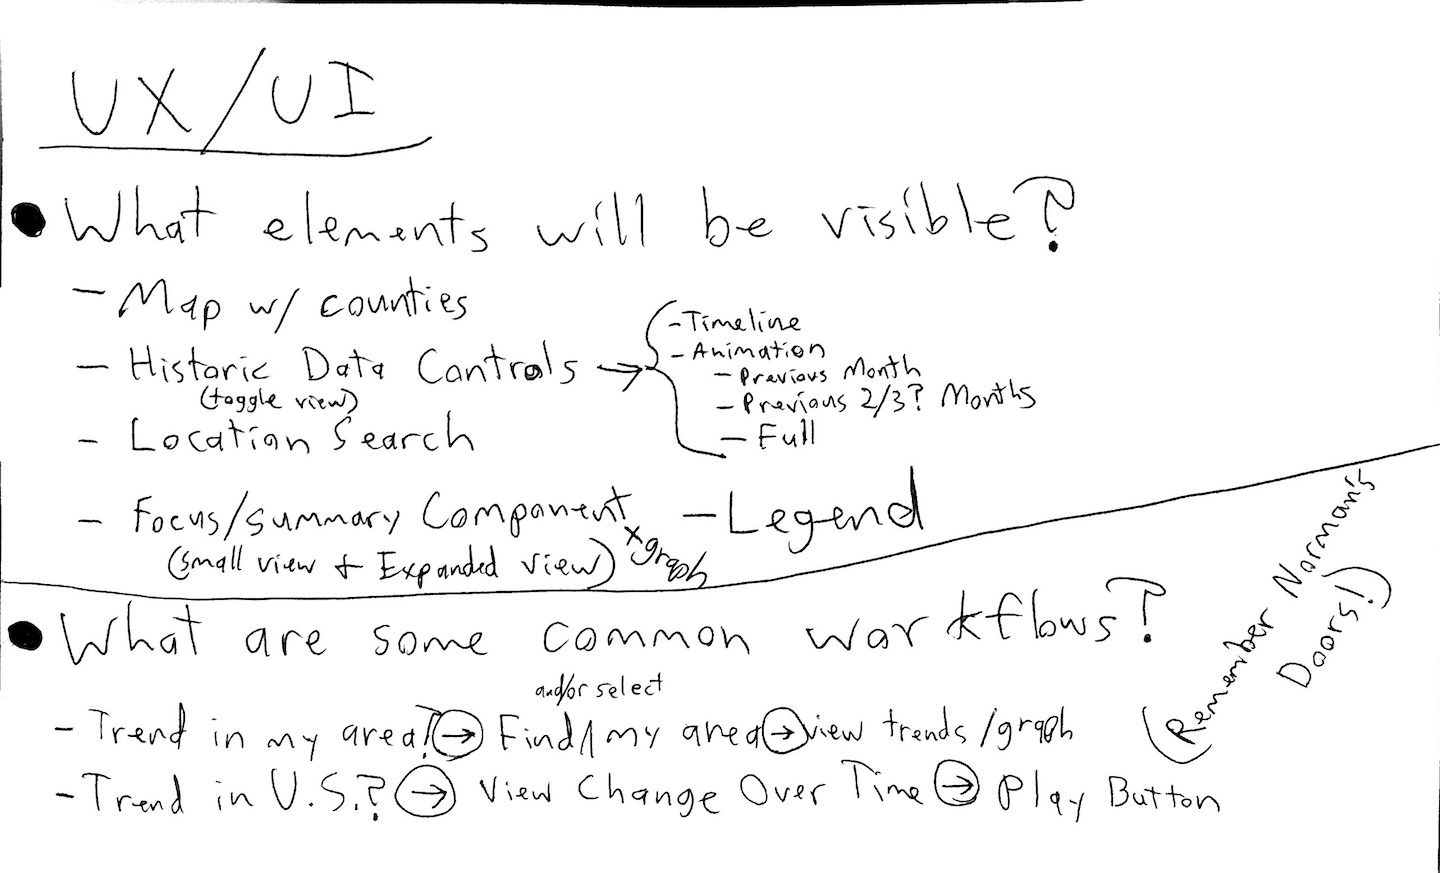 UX/UI
● What elements will be visible?
- Map w/ counties
- Historic Data Controls →
(toggle view)
- Timeline
- Animation
- Previous Month
- Previous 2/3? Months
- Full
- Location Search
- Focus/summary Component
(small view + Expanded view)
+ graph
- Legend
● What are some common workflows?
- Trend in my area? → Find/my area → view trends/graph
and/or select
- Trend in U.S.? → View Change Over Time → Play Button
(Remember Norman's
Doors!)